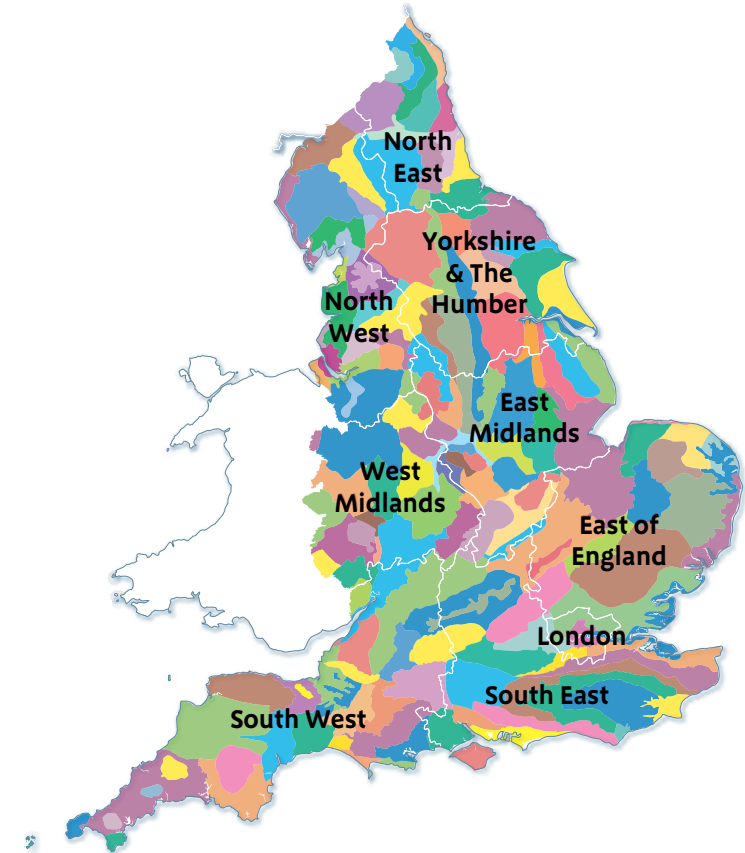 North
East
Yorkshire
& The
Humber
North
West
East
Midlands
West
Midlands
East of
England
London
South East
South West